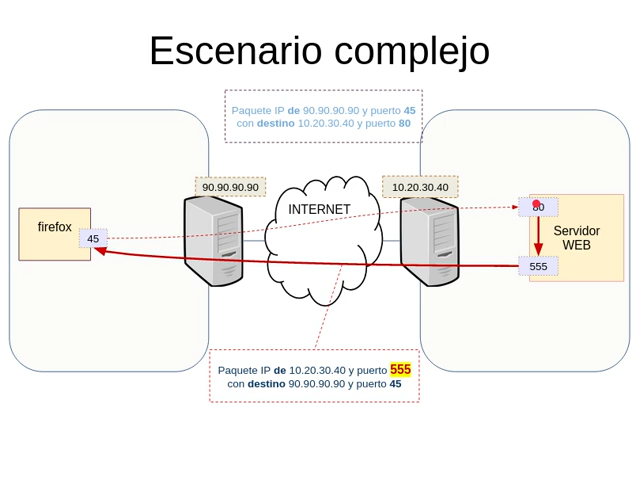 Escenario complejo
Paquete IP de 90.90.90.90 y puerto 45
con destino 10.20.30.40 y puerto 80
90.90.90.90
10.20.30.40
INTERNET
80
firefox
45
Servidor
WEB
555
Paquete IP de 10.20.30.40 y puerto 555
con destino 90.90.90.90 y puerto 45